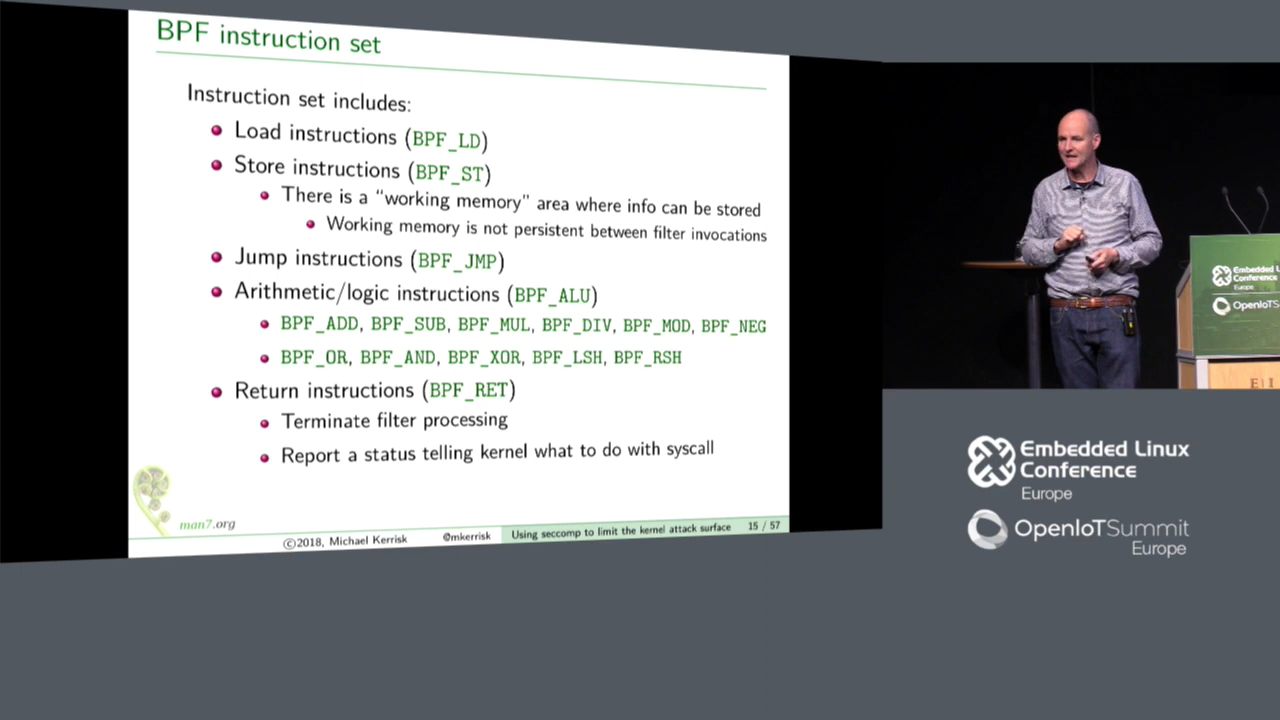 BPF instruction set
Instruction set includes:
Load instructions (BPF_LD)
Store instructions (BPF_ST)
There is a “working memory” area where info can be stored
Working memory is not persistent between filter invocations
Jump instructions (BPF_JMP)
Arithmetic/logic instructions (BPF_ALU)
BPF_ADD, BPF_SUB, BPF_MUL, BPF_DIV, BPF_MOD, BPF_NEG
BPF_OR, BPF_AND, BPF_XOR, BPF_LSH, BPF_RSH
Return instructions (BPF_RET)
Terminate filter processing
Report a status telling kernel what to do with syscall
man7.org
©2018, Michael Kerrisk @mkerrisk Using seccomp to limit the kernel attack surface 15 / 57
Embedded L
Conference
Europe
OpenIoTS
E|I
Embedded Linux
Conference
Europe
OpenIoTSummit
Europe